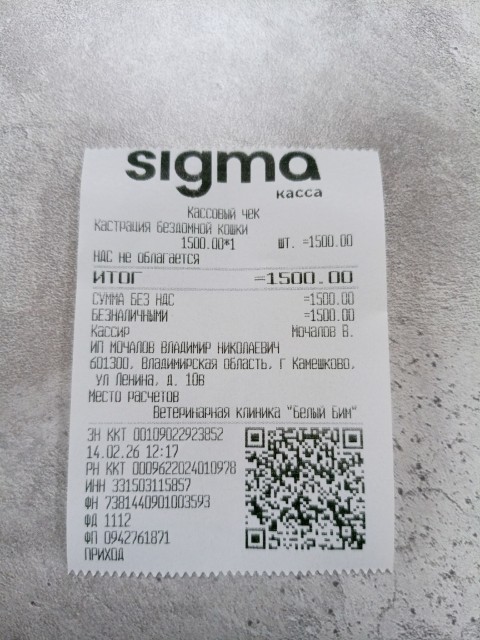 sigma
касса
Кассовый чек
Кастрация бездомной кошки
1500.00*1 шт. =1500.00
НДС не облагается
ИТОГ =1500.00
СУММА БЕЗ НДС =1500.00
БЕЗНАЛИЧНЫМИ =1500.00
Кассир Мочалов В.
ИП МОЧАЛОВ ВЛАДИМИР НИКОЛАЕВИЧ
601300, Владимирская область, г Камешково,
ул Ленина, д. 10в
Место расчетов
Ветеринарная клиника "Белый Бим"
ЗН ККТ 00109022923852
14.02.26 12:17
РН ККТ 0009622024010978
ИНН 331503115857
ФН 7381440901003593
ФД 1112
ФП 0942761871
ПРИХОД